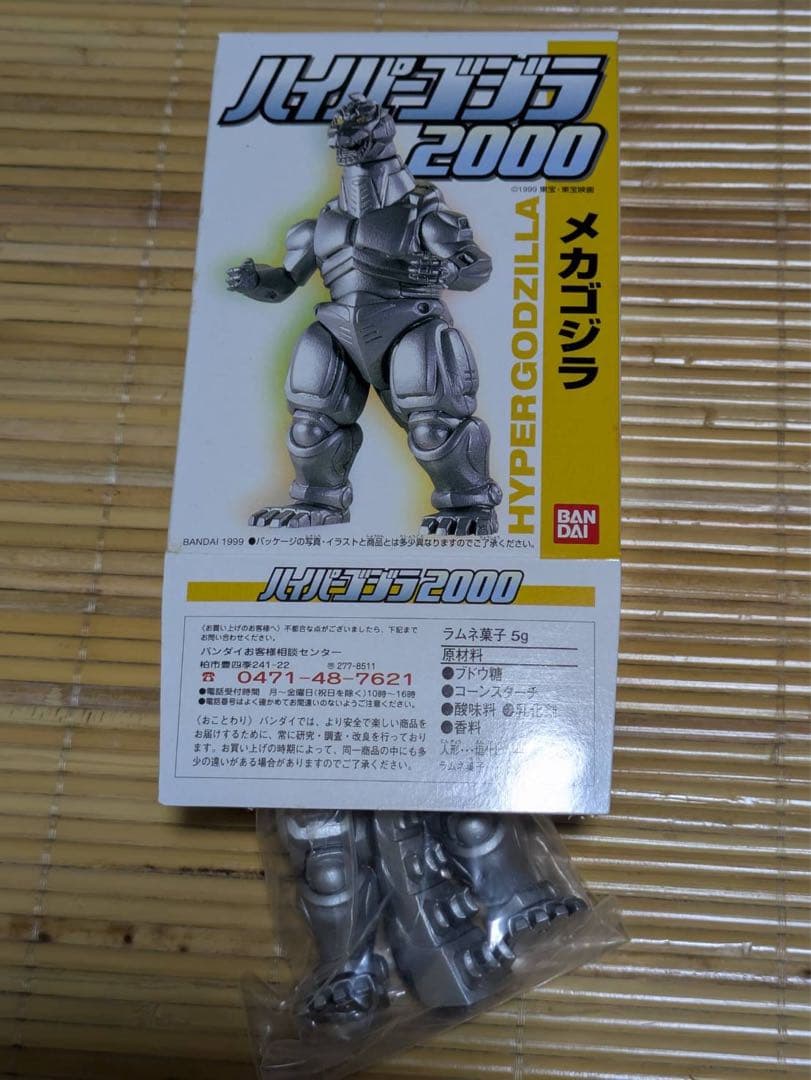 ハイパーゴジラ
2000
©1999 東宝・東宝映画
メカゴジラ
HYPER GODZILLA
BAN
DAI
BANDAI 1999 ●パッケージの写真・イラストと商品とは多少異なりますのでご了承ください。
ハイパーゴジラ2000
〈お買い上げのお客様へ〉不都合な点がございましたら、下記まで
お問い合わせください。
バンダイお客様相談センター
柏市豊四季241-22 〒277-8511
☎ 0471-48-7621
●電話受付時間 月〜金曜日(祝日を除く)10時〜16時
●電話番号はよく確かめてお間違いのないようご注意ください。
〈おことわり〉バンダイでは、より安全で楽しい商品を
お届けするために、常に研究・調査・改良を行っており
ます。お買い上げの時期によって、同一商品の中にも多
少の違いがある場合がありますのでご了承ください。
ラムネ菓子 5g
原材料
●ブドウ糖
●コーンスターチ
●酸味料 ●乳化剤
●香料
人形・・・塩化ビ
ラムネ菓子